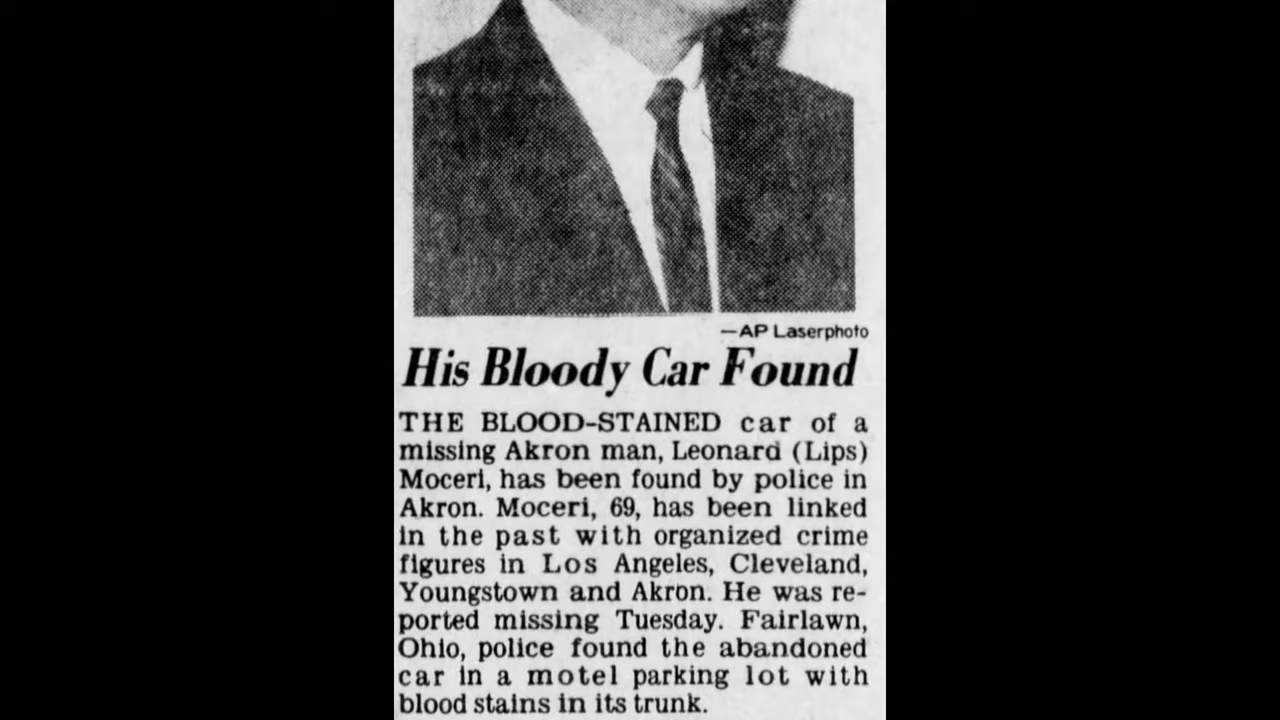 —AP Laserphoto
His Bloody Car Found
THE BLOOD-STAINED car of a
missing Akron man, Leonard (Lips)
Moceri, has been found by police in
Akron. Moceri, 69, has been linked
in the past with organized crime
figures in Los Angeles, Cleveland,
Youngstown and Akron. He was re-
ported missing Tuesday. Fairlawn,
Ohio, police found the abandoned
car in a motel parking lot with
blood stains in its trunk.